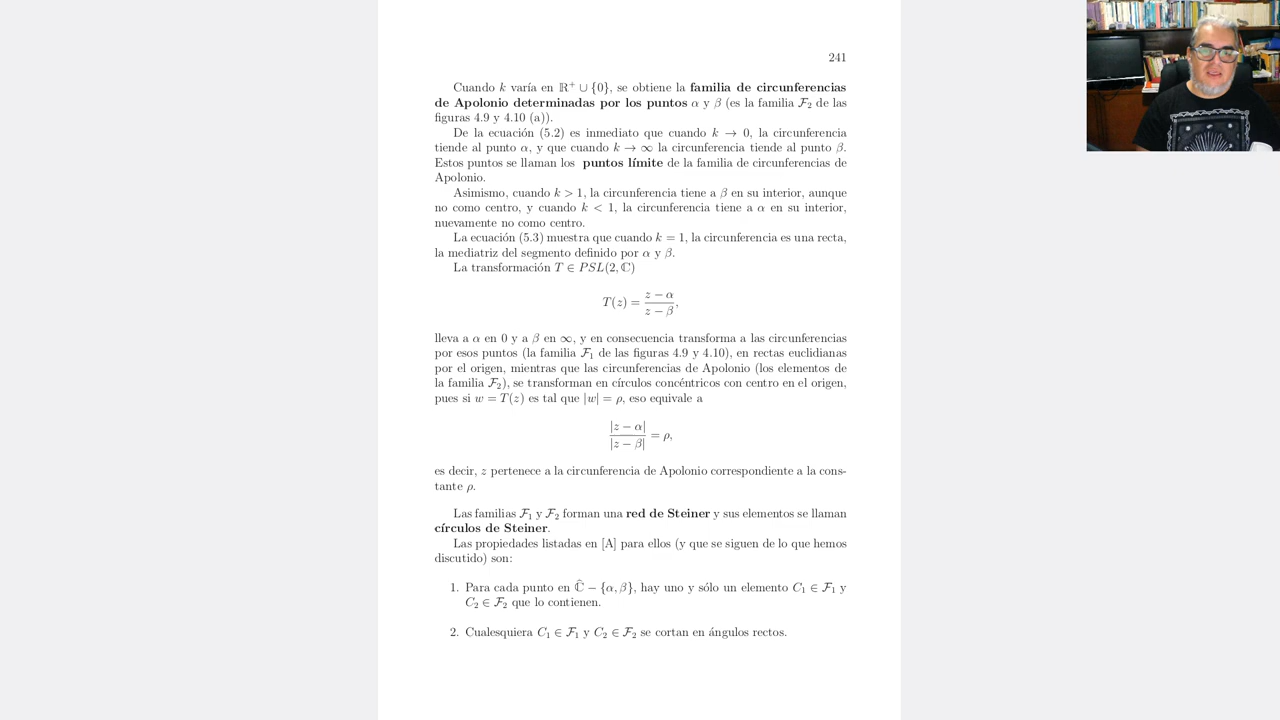 241
Cuando k varía en ℝ⁺ ∪ {0}, se obtiene la familia de circunferencias
de Apolonio determinadas por los puntos α y β (es la familia ℱ₂ de las
figuras 4.9 y 4.10 (a)).
De la ecuación (5.2) es inmediato que cuando k → 0, la circunferencia
tiende al punto α, y que cuando k → ∞ la circunferencia tiende al punto β.
Estos puntos se llaman los puntos límite de la familia de circunferencias de
Apolonio.
Asimismo, cuando k > 1, la circunferencia tiene a β en su interior, aunque
no como centro, y cuando k < 1, la circunferencia tiene a α en su interior,
nuevamente no como centro.
La ecuación (5.3) muestra que cuando k = 1, la circunferencia es una recta,
la mediatriz del segmento definido por α y β.
La transformación T ∈ PSL(2, ℂ)
T(z) = (z − α)/(z − β),
lleva a α en 0 y a β en ∞, y en consecuencia transforma a las circunferencias
por esos puntos (la familia ℱ₁ de las figuras 4.9 y 4.10), en rectas euclidianas
por el origen, mientras que las circunferencias de Apolonio (los elementos de
la familia ℱ₂), se transforman en círculos concéntricos con centro en el origen,
pues si w = T(z) es tal que |w| = ρ, eso equivale a
|z − α|/|z − β| = ρ,
es decir, z pertenece a la circunferencia de Apolonio correspondiente a la cons-
tante ρ.
Las familias ℱ₁ y ℱ₂ forman una red de Steiner y sus elementos se llaman
círculos de Steiner.
Las propiedades listadas en [A] para ellos (y que se siguen de lo que hemos
discutido) son:
1. Para cada punto en Ĉ − {α, β}, hay uno y sólo un elemento C₁ ∈ ℱ₁ y
C₂ ∈ ℱ₂ que lo contienen.
2. Cualesquiera C₁ ∈ ℱ₁ y C₂ ∈ ℱ₂ se cortan en ángulos rectos.